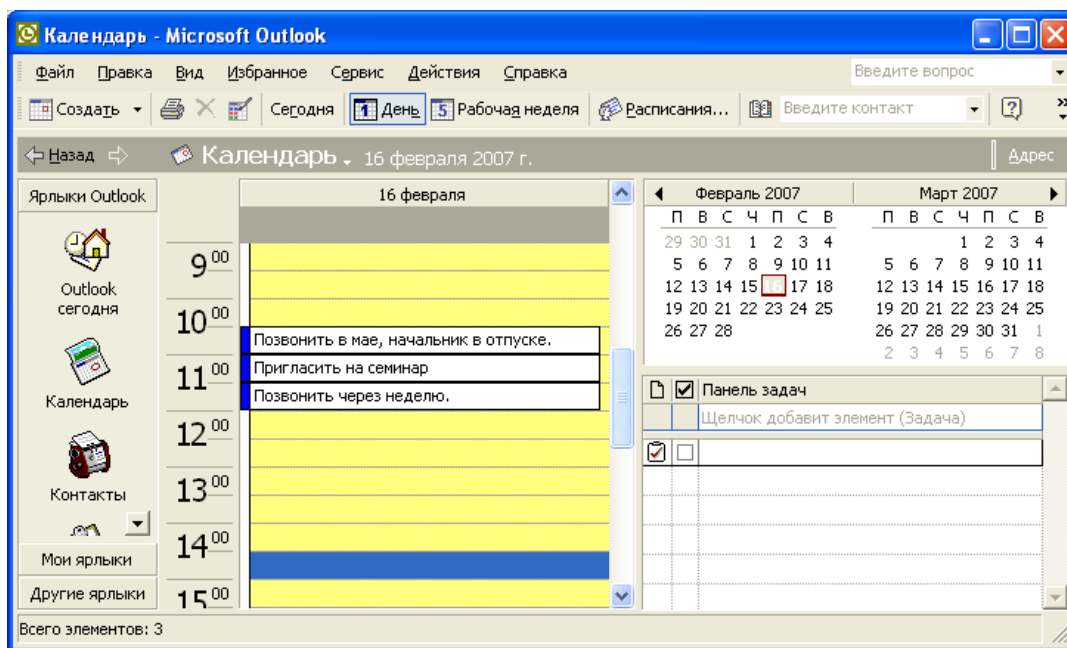 Календарь - Microsoft Outlook
Файл Правка Вид Избранное Сервис Действия Справка Введите вопрос
Создать Сегодня 1 День 5 Рабочая неделя Расписания... Введите контакт
Назад Календарь 16 февраля 2007 г. Адрес
Ярлыки Outlook
Outlook
сегодня
Календарь
Контакты
Мои ярлыки
Другие ярлыки
16 февраля
9 00
10 00
Позвонить в мае, начальник в отпуске.
Пригласить на семинар
11 00
Позвонить через неделю.
12 00
13 00
14 00
15 00
Февраль 2007
П В С Ч П С В
29 30 31 1 2 3 4
5 6 7 8 9 10 11
12 13 14 15 16 17 18
19 20 21 22 23 24 25
26 27 28
Март 2007
П В С Ч П С В
1 2 3 4
5 6 7 8 9 10 11
12 13 14 15 16 17 18
19 20 21 22 23 24 25
26 27 28 29 30 31 1
2 3 4 5 6 7 8
Панель задач
Щелчок добавит элемент (Задача)
Всего элементов: 3